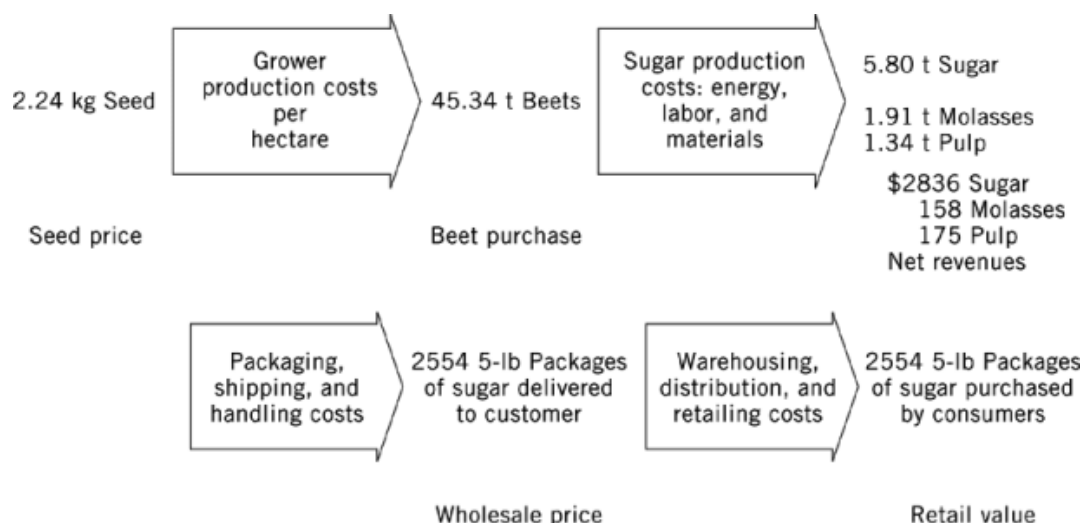 2.24 kg Seed
Grower
production costs
per
hectare
45.34 t Beets
Sugar production
costs: energy,
labor, and
materials
5.80 t Sugar
1.91 t Molasses
1.34 t Pulp
$2836 Sugar
158 Molasses
175 Pulp
Net revenues
Seed price
Beet purchase
Packaging,
shipping, and
handling costs
2554 5-lb Packages
of sugar delivered
to customer
Warehousing,
distribution, and
retailing costs
2554 5-lb Packages
of sugar purchased
by consumers
Wholesale price
Retail value